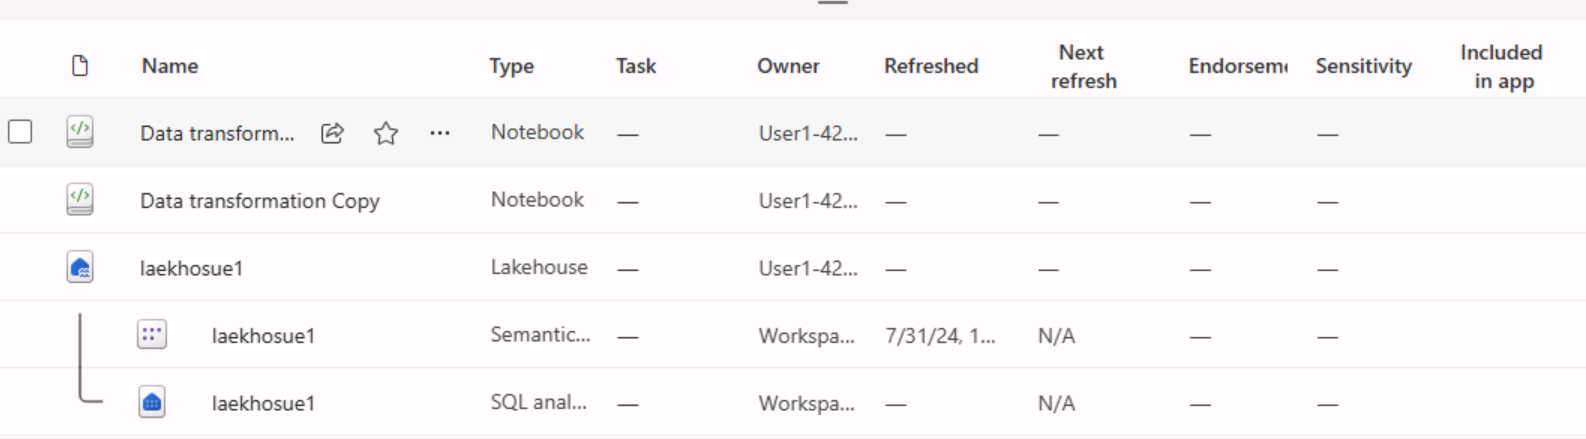 Name Type Task Owner Refreshed Next refresh Endorseme Sensitivity Included in app
Data transform... Notebook — User1-42... — — — —
Data transformation Copy Notebook — User1-42... — — — —
laekhosue1 Lakehouse — User1-42... — — — —
laekhosue1 Semantic... — Workspa... 7/31/24, 1... N/A — —
laekhosue1 SQL anal... — Workspa... — N/A — —